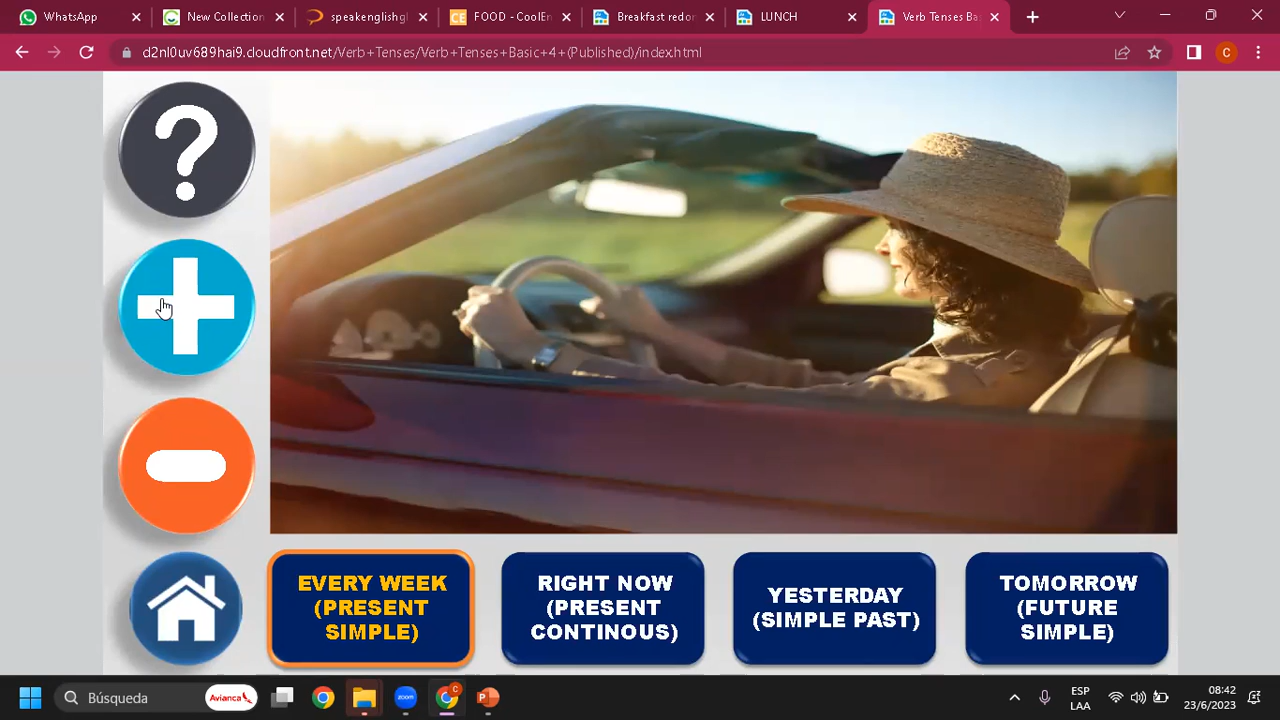 WhatsApp
New Collection
speakenglishgl
FOOD - CoolEn
Breakfast redon
LUNCH
Verb Tenses Ba
d2nl0uv689hai9.cloudfront.net/Verb+Tenses/Verb+Tenses+Basic+4+(Published)/index.html
C
?
EVERY WEEK
(PRESENT
SIMPLE)
RIGHT NOW
(PRESENT
CONTINOUS)
YESTERDAY
(SIMPLE PAST)
TOMORROW
(FUTURE
SIMPLE)
Búsqueda
Avianca
ESP
LAA
08:42
23/6/2023